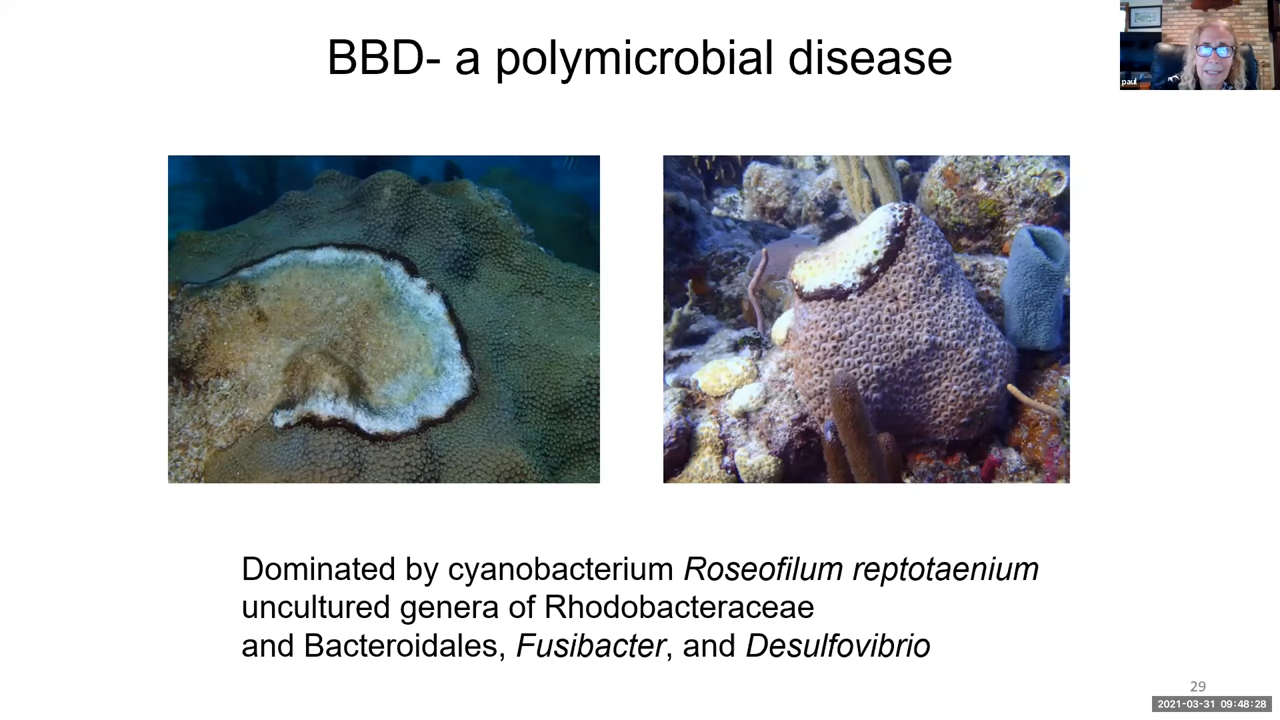 BBD- a polymicrobial disease
paul
Dominated by cyanobacterium Roseofilum reptotaenium
uncultured genera of Rhodobacteraceae
and Bacteroidales, Fusibacter, and Desulfovibrio
29
2021-03-31 09:48:28